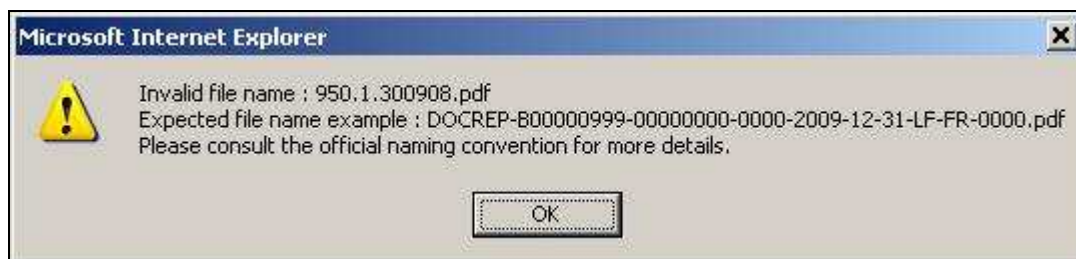 Microsoft Internet Explorer
Invalid file name : 950.1.300908.pdf
Expected file name example : DOCREP-B00000999-00000000-0000-2009-12-31-LF-FR-0000.pdf
Please consult the official naming convention for more details.
OK